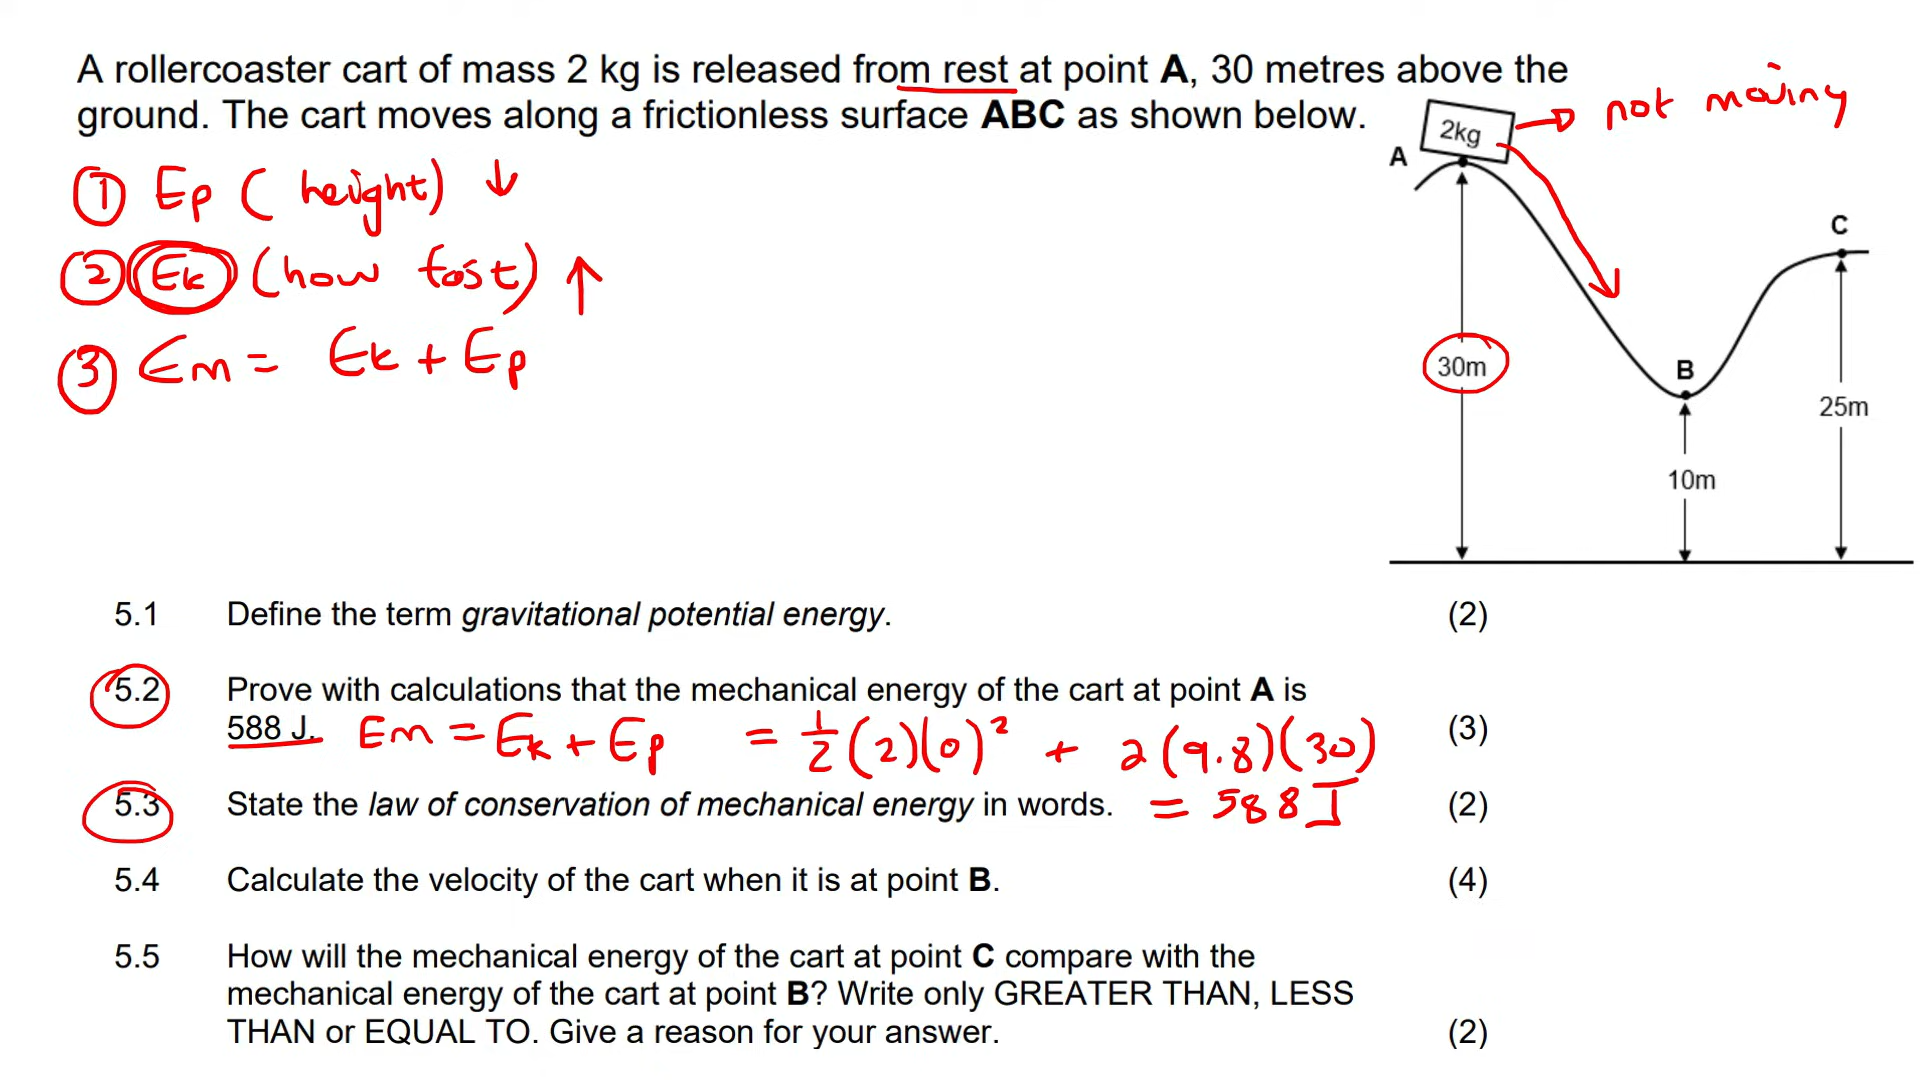 A rollercoaster cart of mass 2 kg is released from rest at point A, 30 metres above the
ground. The cart moves along a frictionless surface ABC as shown below.
→ not moving
2kg
A
① Ep ( height) ↓
② Ek (how fast) ↑
③ Em = Ek + Ep
C
30m
B
25m
10m
5.1 Define the term gravitational potential energy. (2)
5.2 Prove with calculations that the mechanical energy of the cart at point A is
588 J. (3)
Em = Ek + Ep = ½ (2)(0)² + 2 (9.8)(30)
= 588J
5.3 State the law of conservation of mechanical energy in words. (2)
5.4 Calculate the velocity of the cart when it is at point B. (4)
5.5 How will the mechanical energy of the cart at point C compare with the
mechanical energy of the cart at point B? Write only GREATER THAN, LESS
THAN or EQUAL TO. Give a reason for your answer. (2)